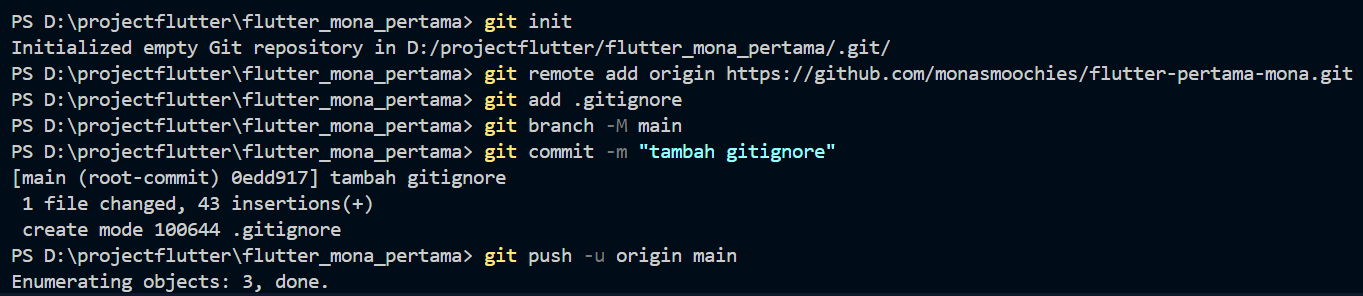 PS D:\projectflutter\flutter_mona_pertama> git init
Initialized empty Git repository in D:/projectflutter/flutter_mona_pertama/.git/
PS D:\projectflutter\flutter_mona_pertama> git remote add origin https://github.com/monasmoochies/flutter-pertama-mona.git
PS D:\projectflutter\flutter_mona_pertama> git add .gitignore
PS D:\projectflutter\flutter_mona_pertama> git branch -M main
PS D:\projectflutter\flutter_mona_pertama> git commit -m "tambah gitignore"
[main (root-commit) 0edd917] tambah gitignore
 1 file changed, 43 insertions(+)
 create mode 100644 .gitignore
PS D:\projectflutter\flutter_mona_pertama> git push -u origin main
Enumerating objects: 3, done.